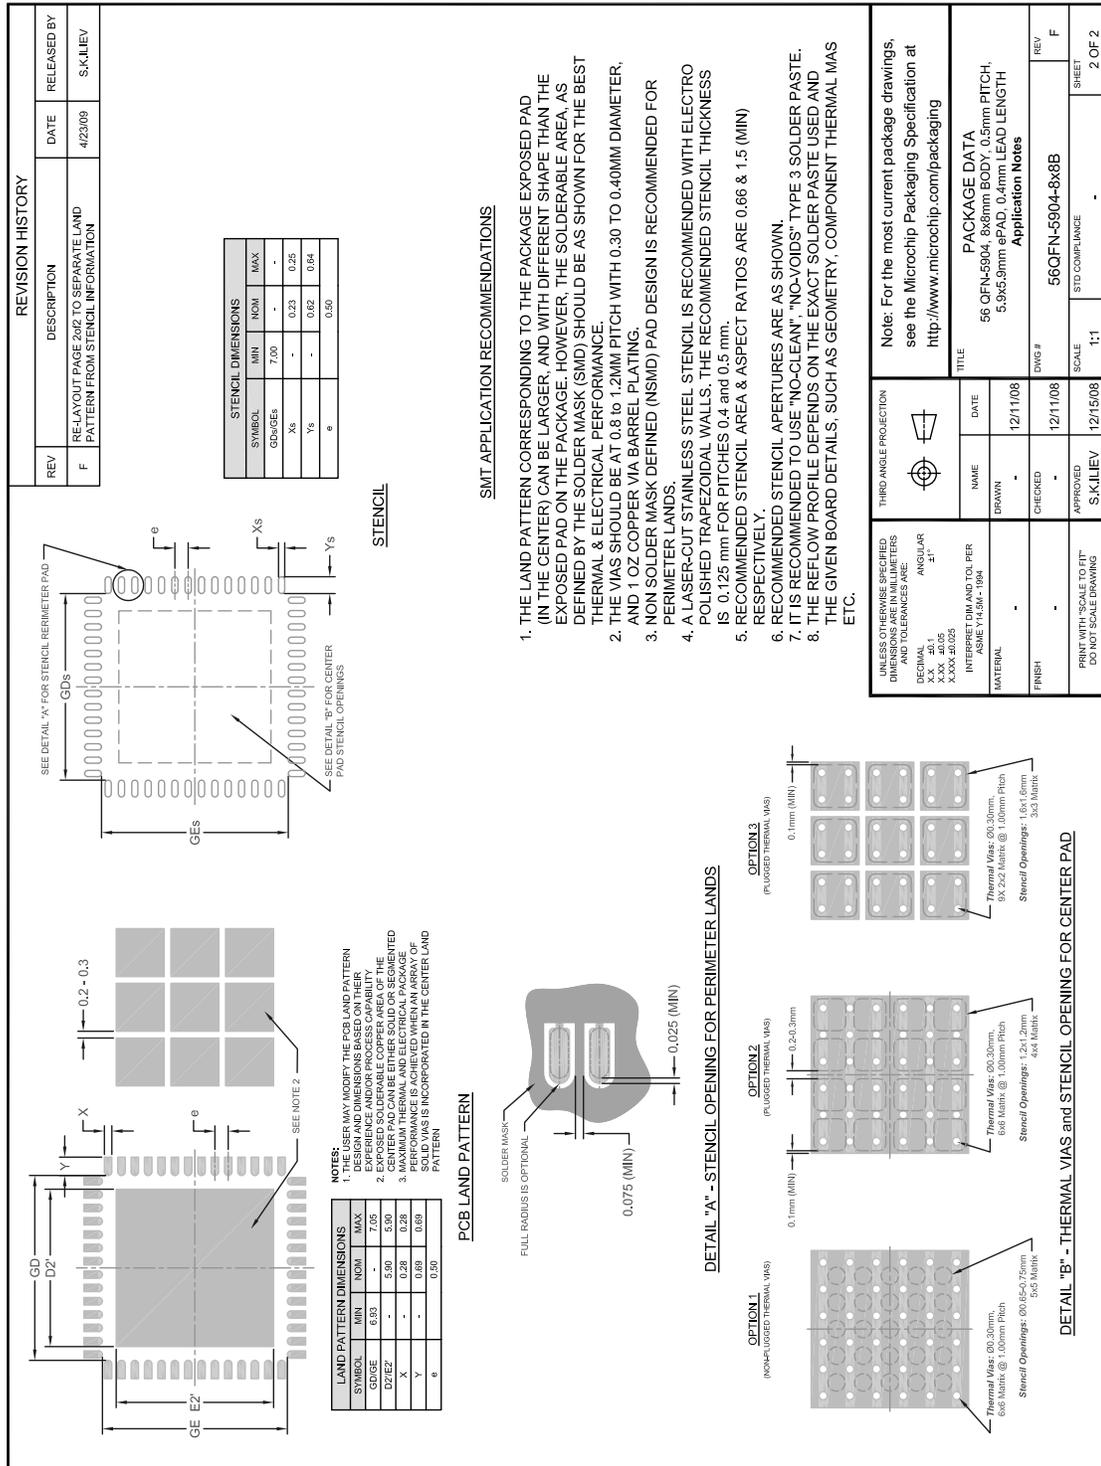 REVISION HISTORY
REV DESCRIPTION DATE RELEASED BY
F RE-LAYOUT PAGE 2of2 TO SEPARATE LAND PATTERN FROM STENCIL INFORMATION 4/23/09 S.K.ILIEV
GD
D2'
GE
E2'
Y
X
e
0.2 - 0.3
SEE NOTE 2
LAND PATTERN DIMENSIONS
SYMBOL MIN NOM MAX
GD/GE 6.93 - 7.05
D2'/E2' - 5.90 5.90
X - 0.28 0.28
Y - 0.69 0.69
e 0.50
NOTES:
1. THE USER MAY MODIFY THE PCB LAND PATTERN
DESIGN AND DIMENSIONS BASED ON THEIR
EXPERIENCE AND/OR PROCESS CAPABILITY
2. EXPOSED SOLDERABLE COPPER AREA OF THE
CENTER PAD CAN BE EITHER SOLID OR SEGMENTED
3. MAXIMUM THERMAL AND ELECTRICAL PACKAGE
PERFORMANCE IS ACHIEVED WHEN AN ARRAY OF
SOLID VIAS IS INCORPORATED IN THE CENTER LAND
PATTERN
PCB LAND PATTERN
SEE DETAIL "A" FOR STENCIL RERIMETER PAD
GDs
GEs
e
Xs
Ys
SEE DETAIL "B" FOR CENTER
PAD STENCIL OPENINGS
STENCIL
STENCIL DIMENSIONS
SYMBOL MIN NOM MAX
GDs/GEs 7.00 - -
Xs - 0.23 0.25
Ys - 0.62 0.64
e 0.50
SOLDER MASK
FULL RADIUS IS OPTIONAL
0.075 (MIN)
0.025 (MIN)
DETAIL "A" - STENCIL OPENING FOR PERIMETER LANDS
SMT APPLICATION RECOMMENDATIONS
1. THE LAND PATTERN CORRESPONDING TO THE PACKAGE EXPOSED PAD
(IN THE CENTER) CAN BE LARGER, AND WITH DIFFERENT SHAPE THAN THE
EXPOSED PAD ON THE PACKAGE. HOWEVER, THE SOLDERABLE AREA, AS
DEFINED BY THE SOLDER MASK (SMD) SHOULD BE AS SHOWN FOR THE BEST
THERMAL & ELECTRICAL PERFORMANCE.
2. THE VIAS SHOULD BE AT 0.8 to 1.2MM PITCH WITH 0.30 TO 0.40MM DIAMETER,
AND 1 OZ COPPER VIA BARREL PLATING.
3. NON SOLDER MASK DEFINED (NSMD) PAD DESIGN IS RECOMMENDED FOR
PERIMETER LANDS.
4. A LASER-CUT STAINLESS STEEL STENCIL IS RECOMMENDED WITH ELECTRO
POLISHED TRAPEZOIDAL WALLS. THE RECOMMENDED STENCIL THICKNESS
IS 0.125 mm FOR PITCHES 0.4 and 0.5 mm.
5. RECOMMENDED STENCIL AREA & ASPECT RATIOS ARE 0.66 & 1.5 (MIN)
RESPECTIVELY.
6. RECOMMENDED STENCIL APERTURES ARE AS SHOWN.
7. IT IS RECOMMENDED TO USE "NO-CLEAN", "NO-VOIDS" TYPE 3 SOLDER PASTE.
8. THE REFLOW PROFILE DEPENDS ON THE EXACT SOLDER PASTE USED AND
THE GIVEN BOARD DETAILS, SUCH AS GEOMETRY, COMPONENT THERMAL MAS
ETC.
OPTION 1
(NON-PLUGGED THERMAL VIAS)
Thermal Vias: Ø0.30mm,
6x6 Matrix @ 1.00mm Pitch
Stencil Openings: Ø0.65-0.75mm
5x5 Matrix
OPTION 2
(PLUGGED THERMAL VIAS)
0.1mm (MIN)
0.2-0.3mm
Thermal Vias: Ø0.30mm,
6x6 Matrix @ 1.00mm Pitch
Stencil Openings: 1.2x1.2mm
4x4 Matrix
OPTION 3
(PLUGGED THERMAL VIAS)
0.1mm (MIN)
Thermal Vias: Ø0.30mm,
9X 2x2 Matrix @ 1.00mm Pitch
Stencil Openings: 1.6x1.6mm
3x3 Matrix
DETAIL "B" - THERMAL VIAS and STENCIL OPENING FOR CENTER PAD
UNLESS OTHERWISE SPECIFIED
DIMENSIONS ARE IN MILLIMETERS
AND TOLERANCES ARE:
DECIMAL ANGULAR
X.X ±0.1 ±1°
X.XX ±0.05
X.XXX ±0.025
INTERPRET DIM AND TOL PER
ASME Y14.5M - 1994
MATERIAL
-
FINISH
-
PRINT WITH "SCALE TO FIT"
DO NOT SCALE DRAWING
THIRD ANGLE PROJECTION
NAME DATE
DRAWN
- 12/11/08
CHECKED
- 12/11/08
APPROVED
S.K.ILIEV 12/15/08
Note: For the most current package drawings,
see the Microchip Packaging Specification at
http://www.microchip.com/packaging
TITLE
PACKAGE DATA
56 QFN-5904, 8x8mm BODY, 0.5mm PITCH,
5.9x5.9mm ePAD, 0.4mm LEAD LENGTH
Application Notes
DWG # REV
56QFN-5904-8x8B F
SCALE STD COMPLIANCE SHEET
1:1 - 2 OF 2